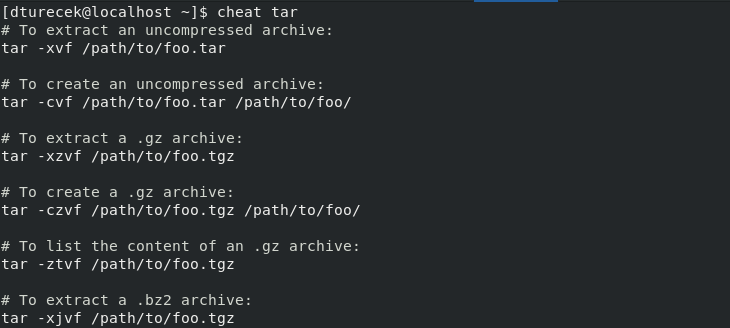 [dturecek@localhost ~]$ cheat tar
# To extract an uncompressed archive:
tar -xvf /path/to/foo.tar
# To create an uncompressed archive:
tar -cvf /path/to/foo.tar /path/to/foo/
# To extract a .gz archive:
tar -xzvf /path/to/foo.tgz
# To create a .gz archive:
tar -czvf /path/to/foo.tgz /path/to/foo/
# To list the content of an .gz archive:
tar -ztvf /path/to/foo.tgz
# To extract a .bz2 archive:
tar -xjvf /path/to/foo.tgz